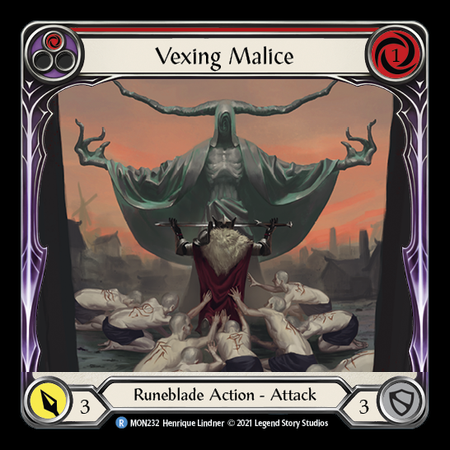 Vexing Malice
1
Runeblade Action - Attack
3
3
R MON232 Henrique Lindner © 2021 Legend Story Studios